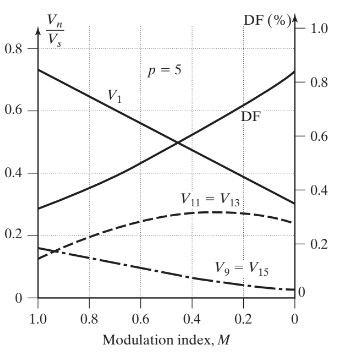 Vn
Vs
DF (%)
1.0
0.8
p = 5
V1
0.8
0.6
DF
0.6
0.4
0.4
V11 = V13
0.2
0.2
V9 = V15
0
0
1.0 0.8 0.6 0.4 0.2 0
Modulation index, M